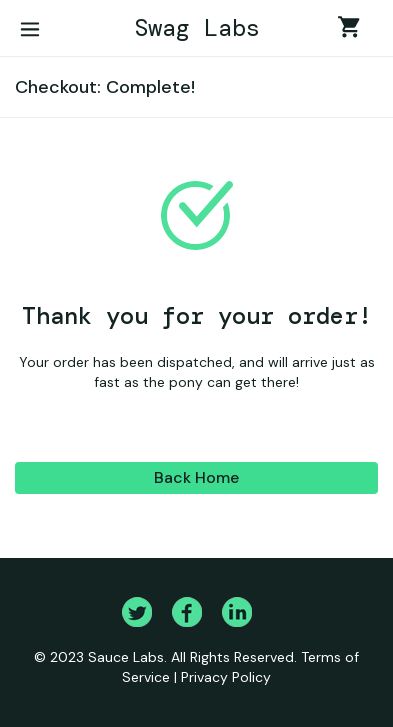 Swag Labs
Checkout: Complete!
Thank you for your order!
Your order has been dispatched, and will arrive just as
fast as the pony can get there!
Back Home
© 2023 Sauce Labs. All Rights Reserved. Terms of
Service | Privacy Policy